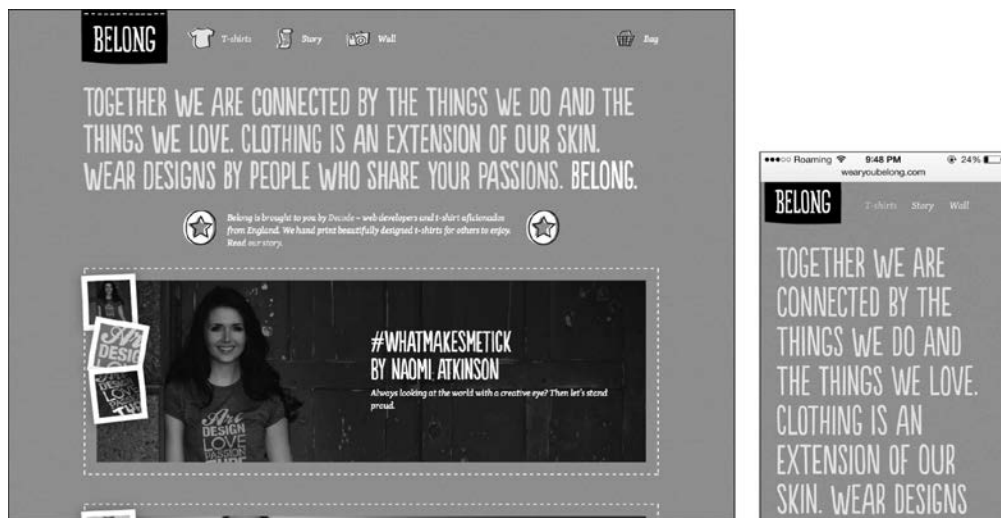 BELONG
T-shirts Story Wall Bag
TOGETHER WE ARE CONNECTED BY THE THINGS WE DO AND THE
THINGS WE LOVE. CLOTHING IS AN EXTENSION OF OUR SKIN.
WEAR DESIGNS BY PEOPLE WHO SHARE YOUR PASSIONS. BELONG.
Belong is brought to you by Decode – web developers and t-shirt aficionados
from England. We hand print beautifully designed t-shirts for others to enjoy.
Read our story.
#WHATMAKESMETICK
BY NAOMI ATKINSON
Always looking at the world with a creative eye? Then let's stand
proud.
Art
DESIGN
LOVE
PASSION
Roaming 9:48 PM 24%
wearyoubelong.com
BELONG
T-shirts Story Wall
TOGETHER WE ARE
CONNECTED BY THE
THINGS WE DO AND
THE THINGS WE LOVE.
CLOTHING IS AN
EXTENSION OF OUR
SKIN. WEAR DESIGNS